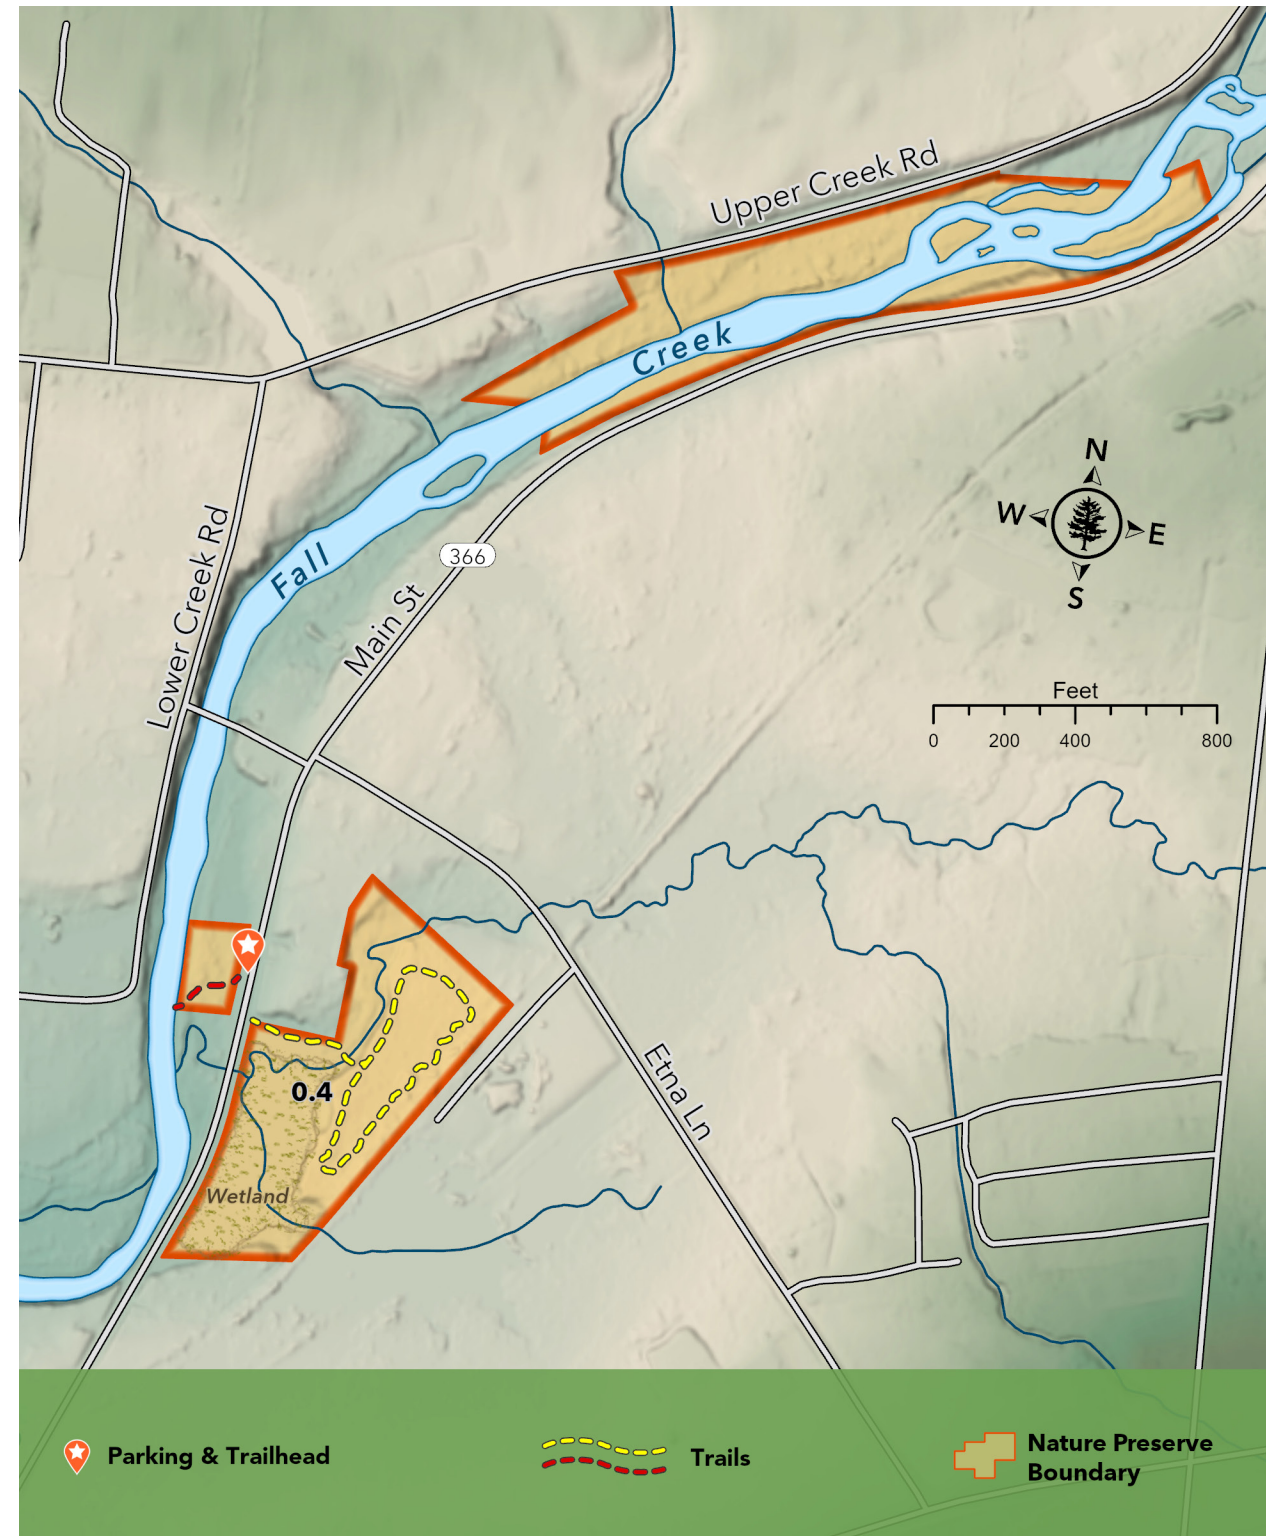 Upper Creek Rd
Creek
N
W
E
S
Lower Creek Rd
366
Fall
Main St
Feet
0 200 400 800
Etna Ln
0.4
Wetland
Parking & Trailhead
Trails
Nature Preserve
Boundary